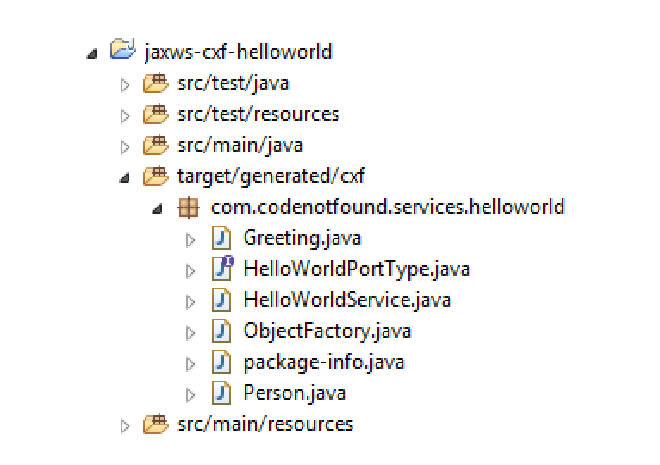 jaxws-cxf-helloworld
src/test/java
src/test/resources
src/main/java
target/generated/cxf
com.codenotfound.services.helloworld
Greeting.java
HelloWorldPortType.java
HelloWorldService.java
ObjectFactory.java
package-info.java
Person.java
src/main/resources